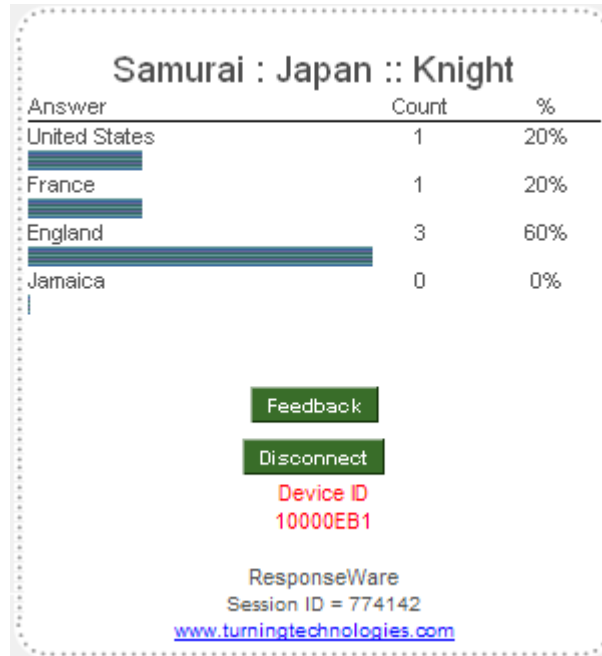 Samurai : Japan :: Knight
Answer Count %
United States 1 20%
France 1 20%
England 3 60%
Jamaica 0 0%
Feedback
Disconnect
Device ID
10000EB1
ResponseWare
Session ID = 774142
www.turningtechnologies.com